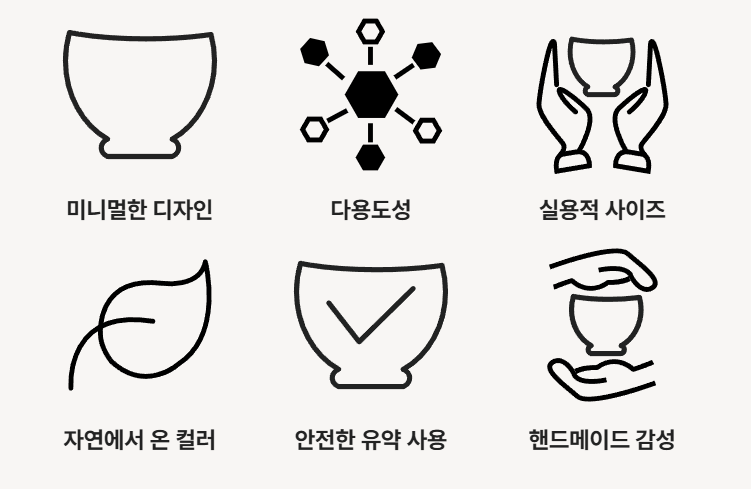 미니멀한 디자인
다용도성
실용적 사이즈
자연에서 온 컬러
안전한 유약 사용
핸드메이드 감성